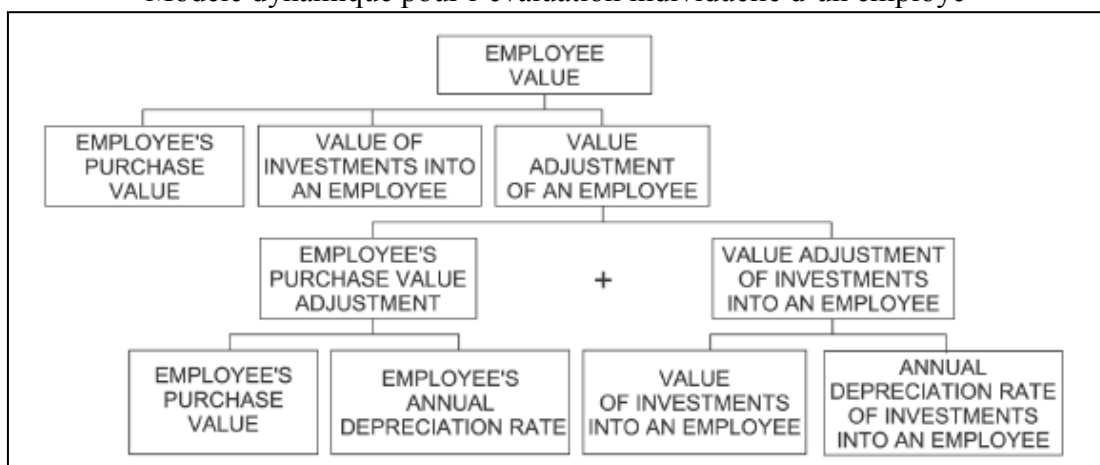 Modèle dynamique pour l'évaluation individuelle d'un employé
EMPLOYEE
VALUE
EMPLOYEE'S
PURCHASE
VALUE
VALUE OF
INVESTMENTS INTO
AN EMPLOYEE
VALUE
ADJUSTMENT
OF AN EMPLOYEE
EMPLOYEE'S
PURCHASE VALUE
ADJUSTMENT
+
VALUE ADJUSTMENT
OF INVESTMENTS
INTO AN EMPLOYEE
EMPLOYEE'S
PURCHASE
VALUE
EMPLOYEE'S
ANNUAL
DEPRECIATION RATE
VALUE
OF INVESTMENTS
INTO AN EMPLOYEE
ANNUAL
DEPRECIATION RATE
OF INVESTMENTS
INTO AN EMPLOYEE